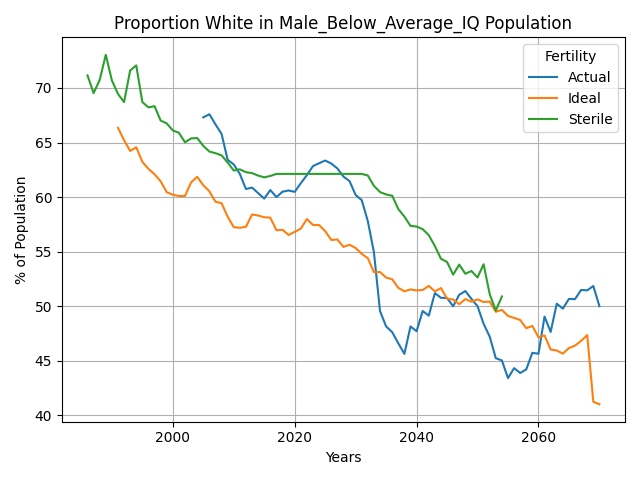 Proportion White in Male_Below_Average_IQ Population
Fertility
Actual
Ideal
Sterile
% of Population
70
65
60
55
50
45
40
2000
2020
2040
2060
Years